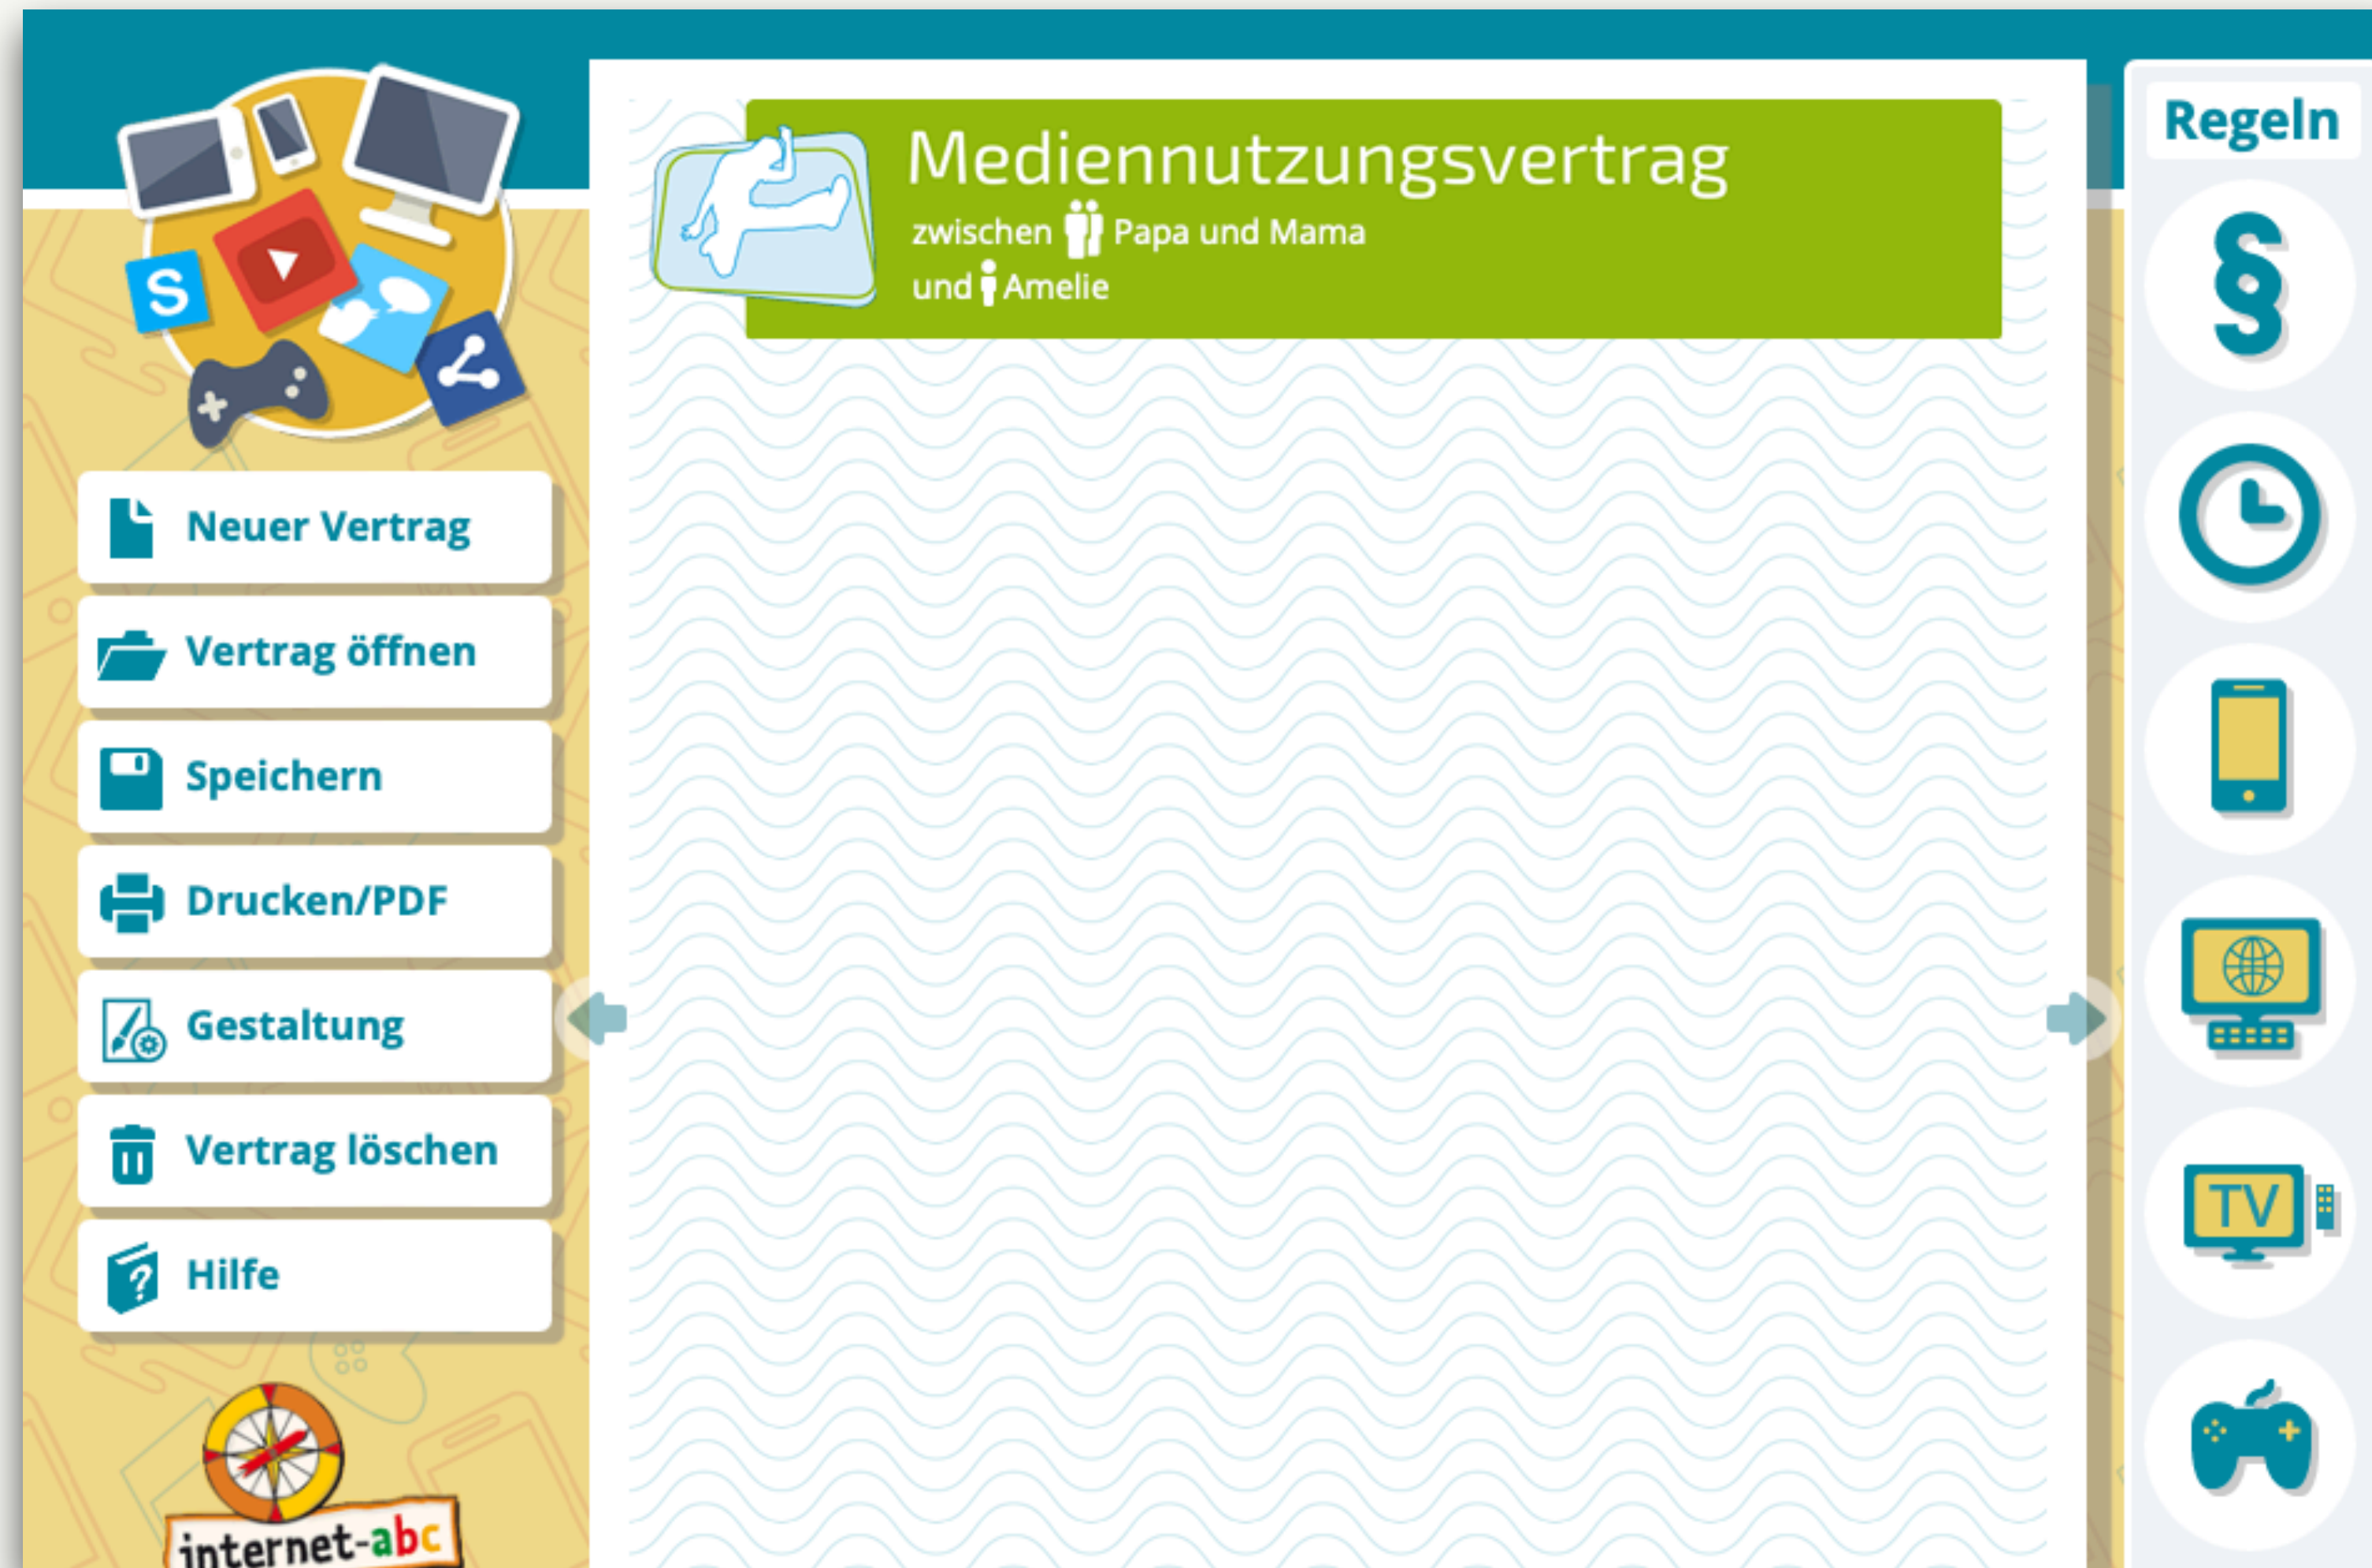 Mediennutzungsvertrag
zwischen Papa und Mama
und Amelie
Regeln
S
Neuer Vertrag
Vertrag öffnen
Speichern
Drucken/PDF
Gestaltung
Vertrag löschen
? Hilfe
TV
internet-abc